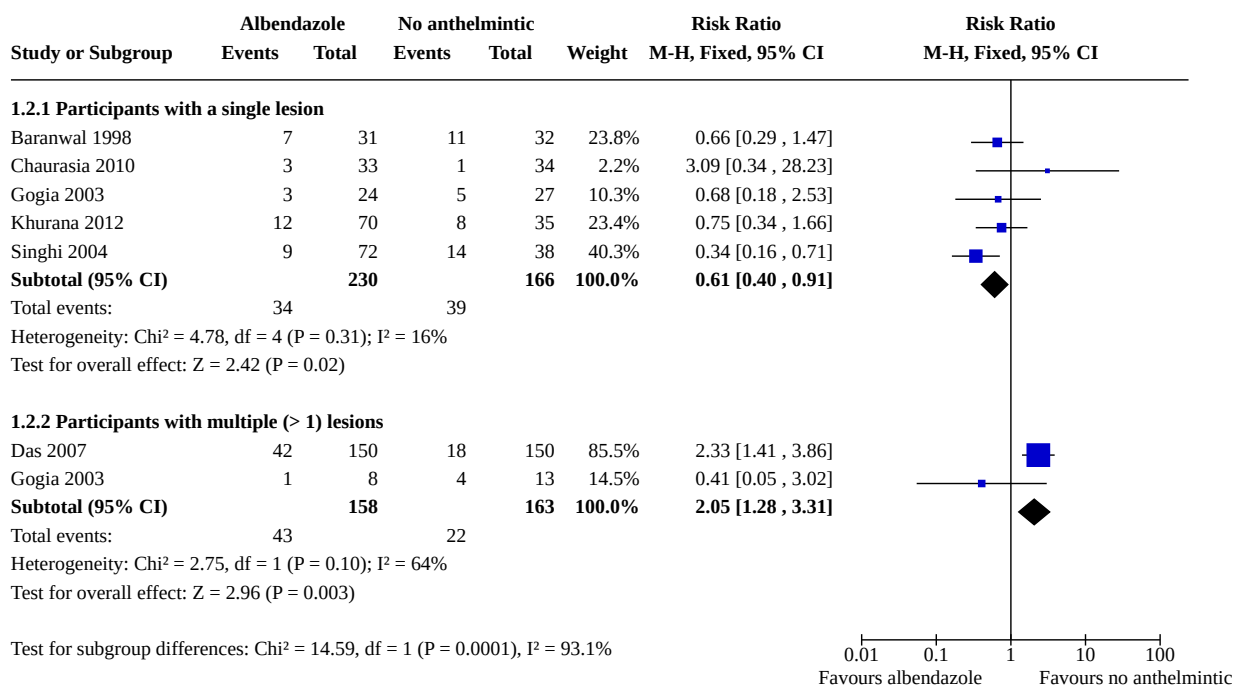 Albendazole No anthelmintic Risk Ratio Risk Ratio
Study or Subgroup Events Total Events Total Weight M-H, Fixed, 95% CI M-H, Fixed, 95% CI
1.2.1 Participants with a single lesion
Baranwal 1998 7 31 11 32 23.8% 0.66 [0.29 , 1.47]
Chaurasia 2010 3 33 1 34 2.2% 3.09 [0.34 , 28.23]
Gogia 2003 3 24 5 27 10.3% 0.68 [0.18 , 2.53]
Khurana 2012 12 70 8 35 23.4% 0.75 [0.34 , 1.66]
Singhi 2004 9 72 14 38 40.3% 0.34 [0.16 , 0.71]
Subtotal (95% CI) 230 166 100.0% 0.61 [0.40 , 0.91]
Total events: 34 39
Heterogeneity: Chi² = 4.78, df = 4 (P = 0.31); I² = 16%
Test for overall effect: Z = 2.42 (P = 0.02)
1.2.2 Participants with multiple (> 1) lesions
Das 2007 42 150 18 150 85.5% 2.33 [1.41 , 3.86]
Gogia 2003 1 8 4 13 14.5% 0.41 [0.05 , 3.02]
Subtotal (95% CI) 158 163 100.0% 2.05 [1.28 , 3.31]
Total events: 43 22
Heterogeneity: Chi² = 2.75, df = 1 (P = 0.10); I² = 64%
Test for overall effect: Z = 2.96 (P = 0.003)
Test for subgroup differences: Chi² = 14.59, df = 1 (P = 0.0001), I² = 93.1%
0.01 0.1 1 10 100
Favours albendazole Favours no anthelmintic